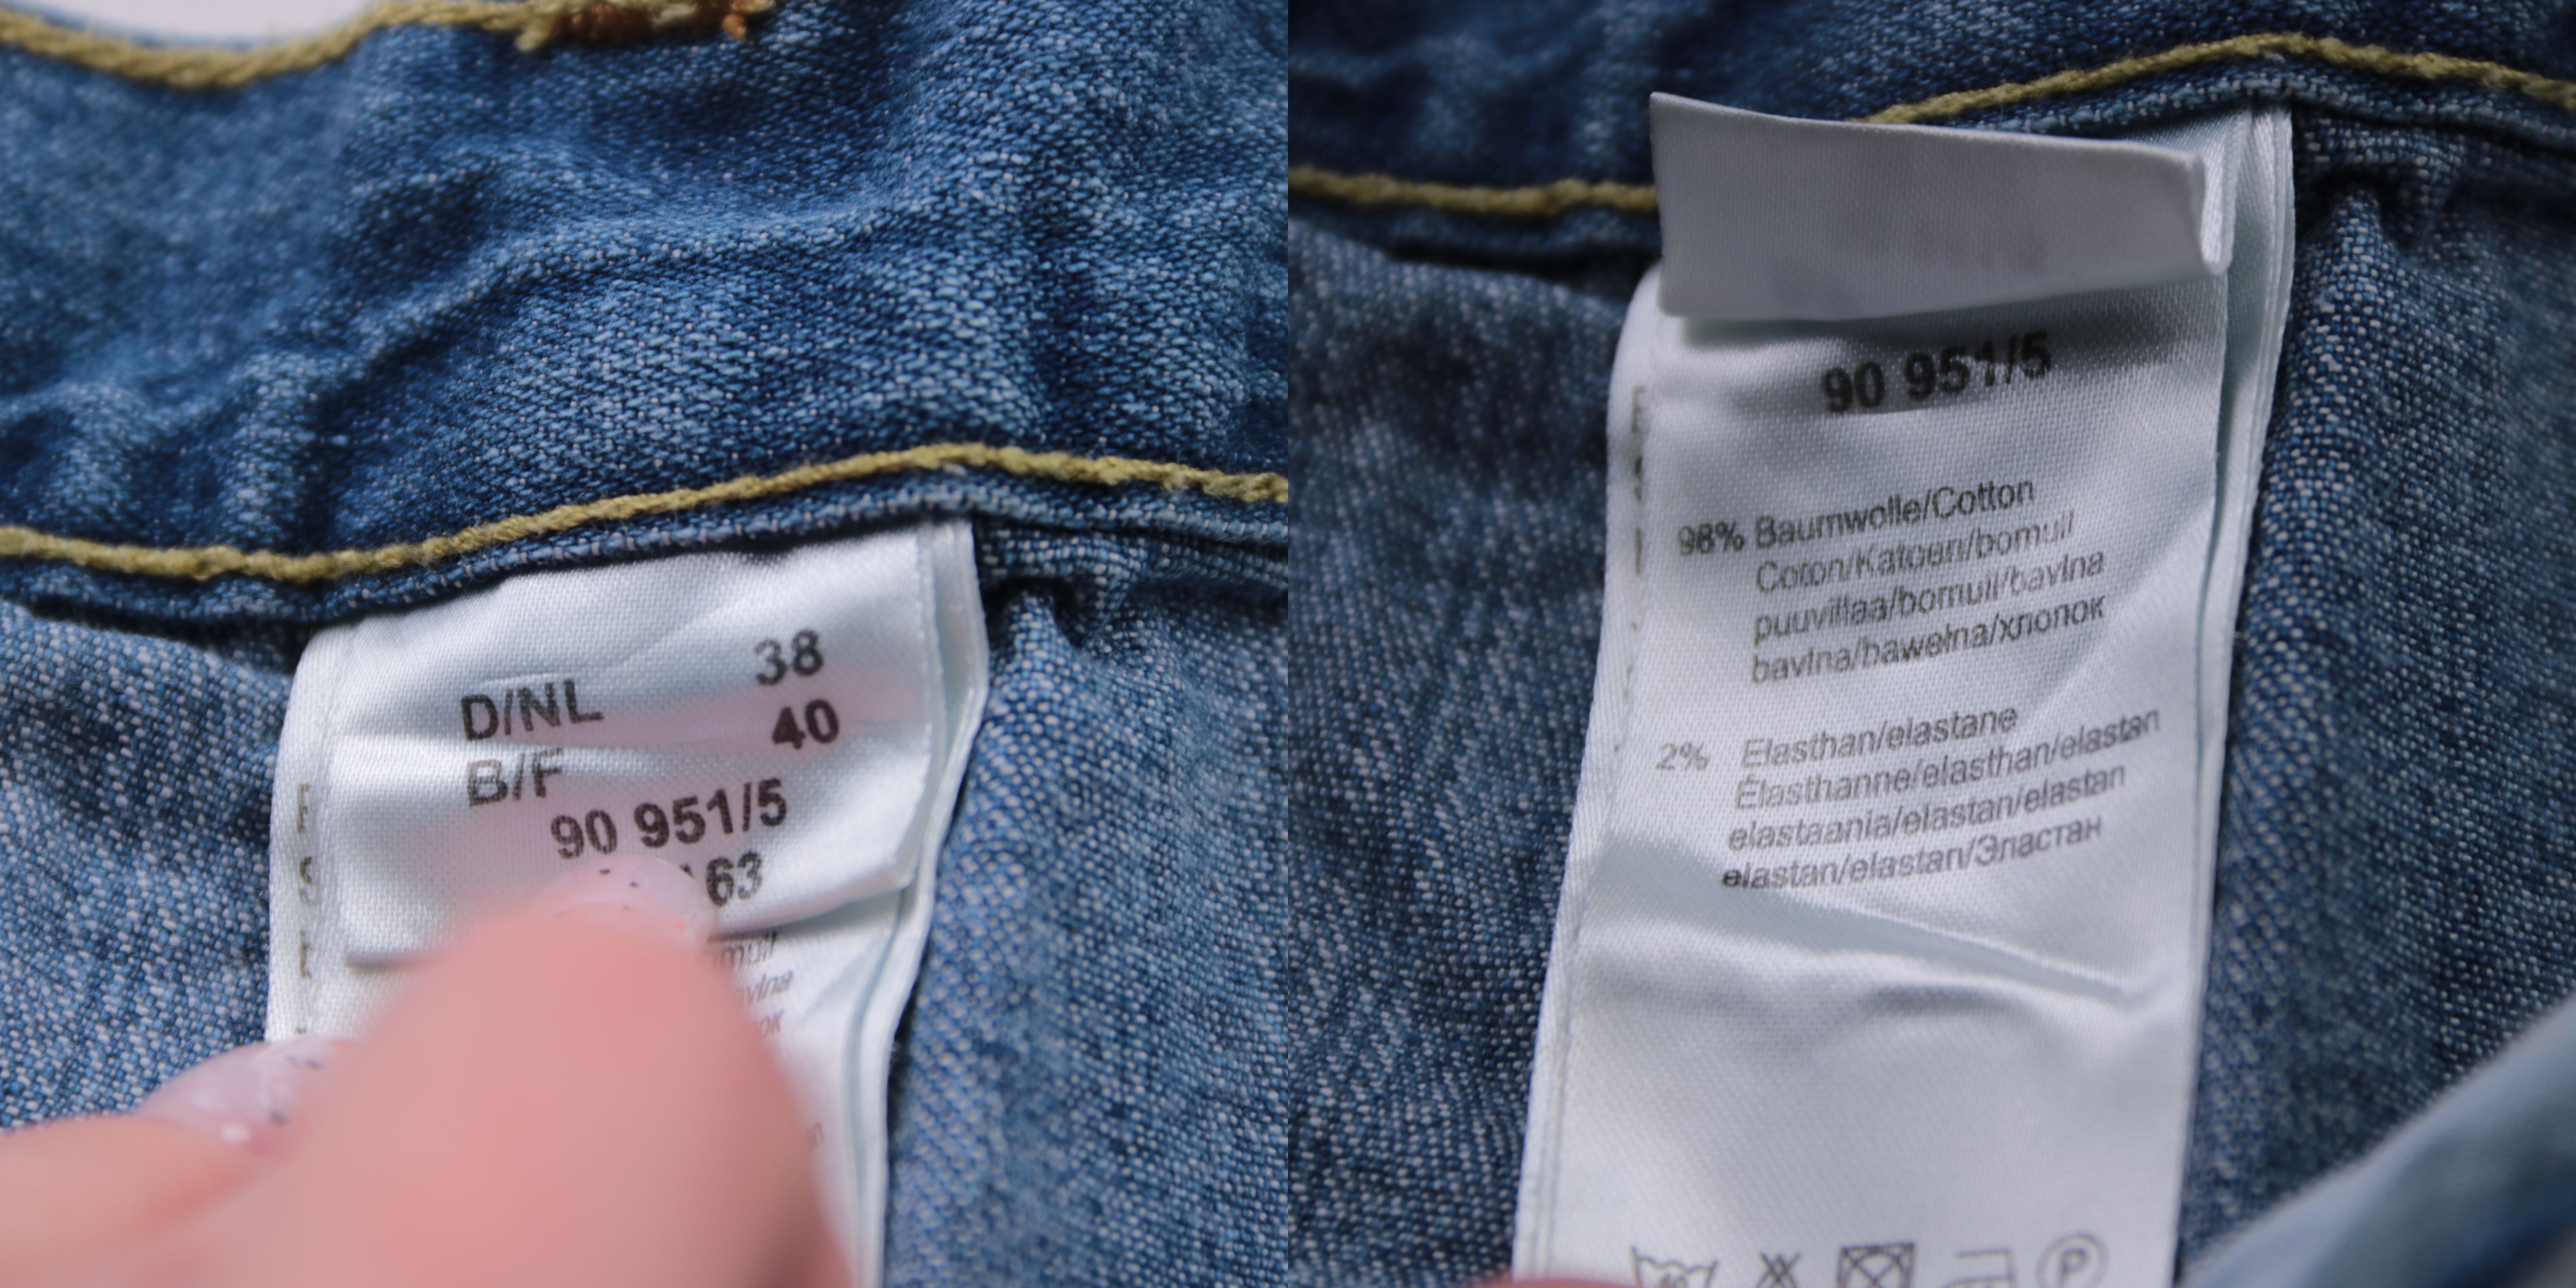 D/NL 38
B/F 40
90 951/5
63
90 951/5
98% Baumwolle/Cotton
Coton/Katoen/bomull
puuvillaa/bomull/bavlna
bavlna/bawełna/хлопок
2% Elasthan/elastane
Élasthanne/elasthan/elastan
elastaania/elastan/elastan
elastan/elastan/Эластан
P